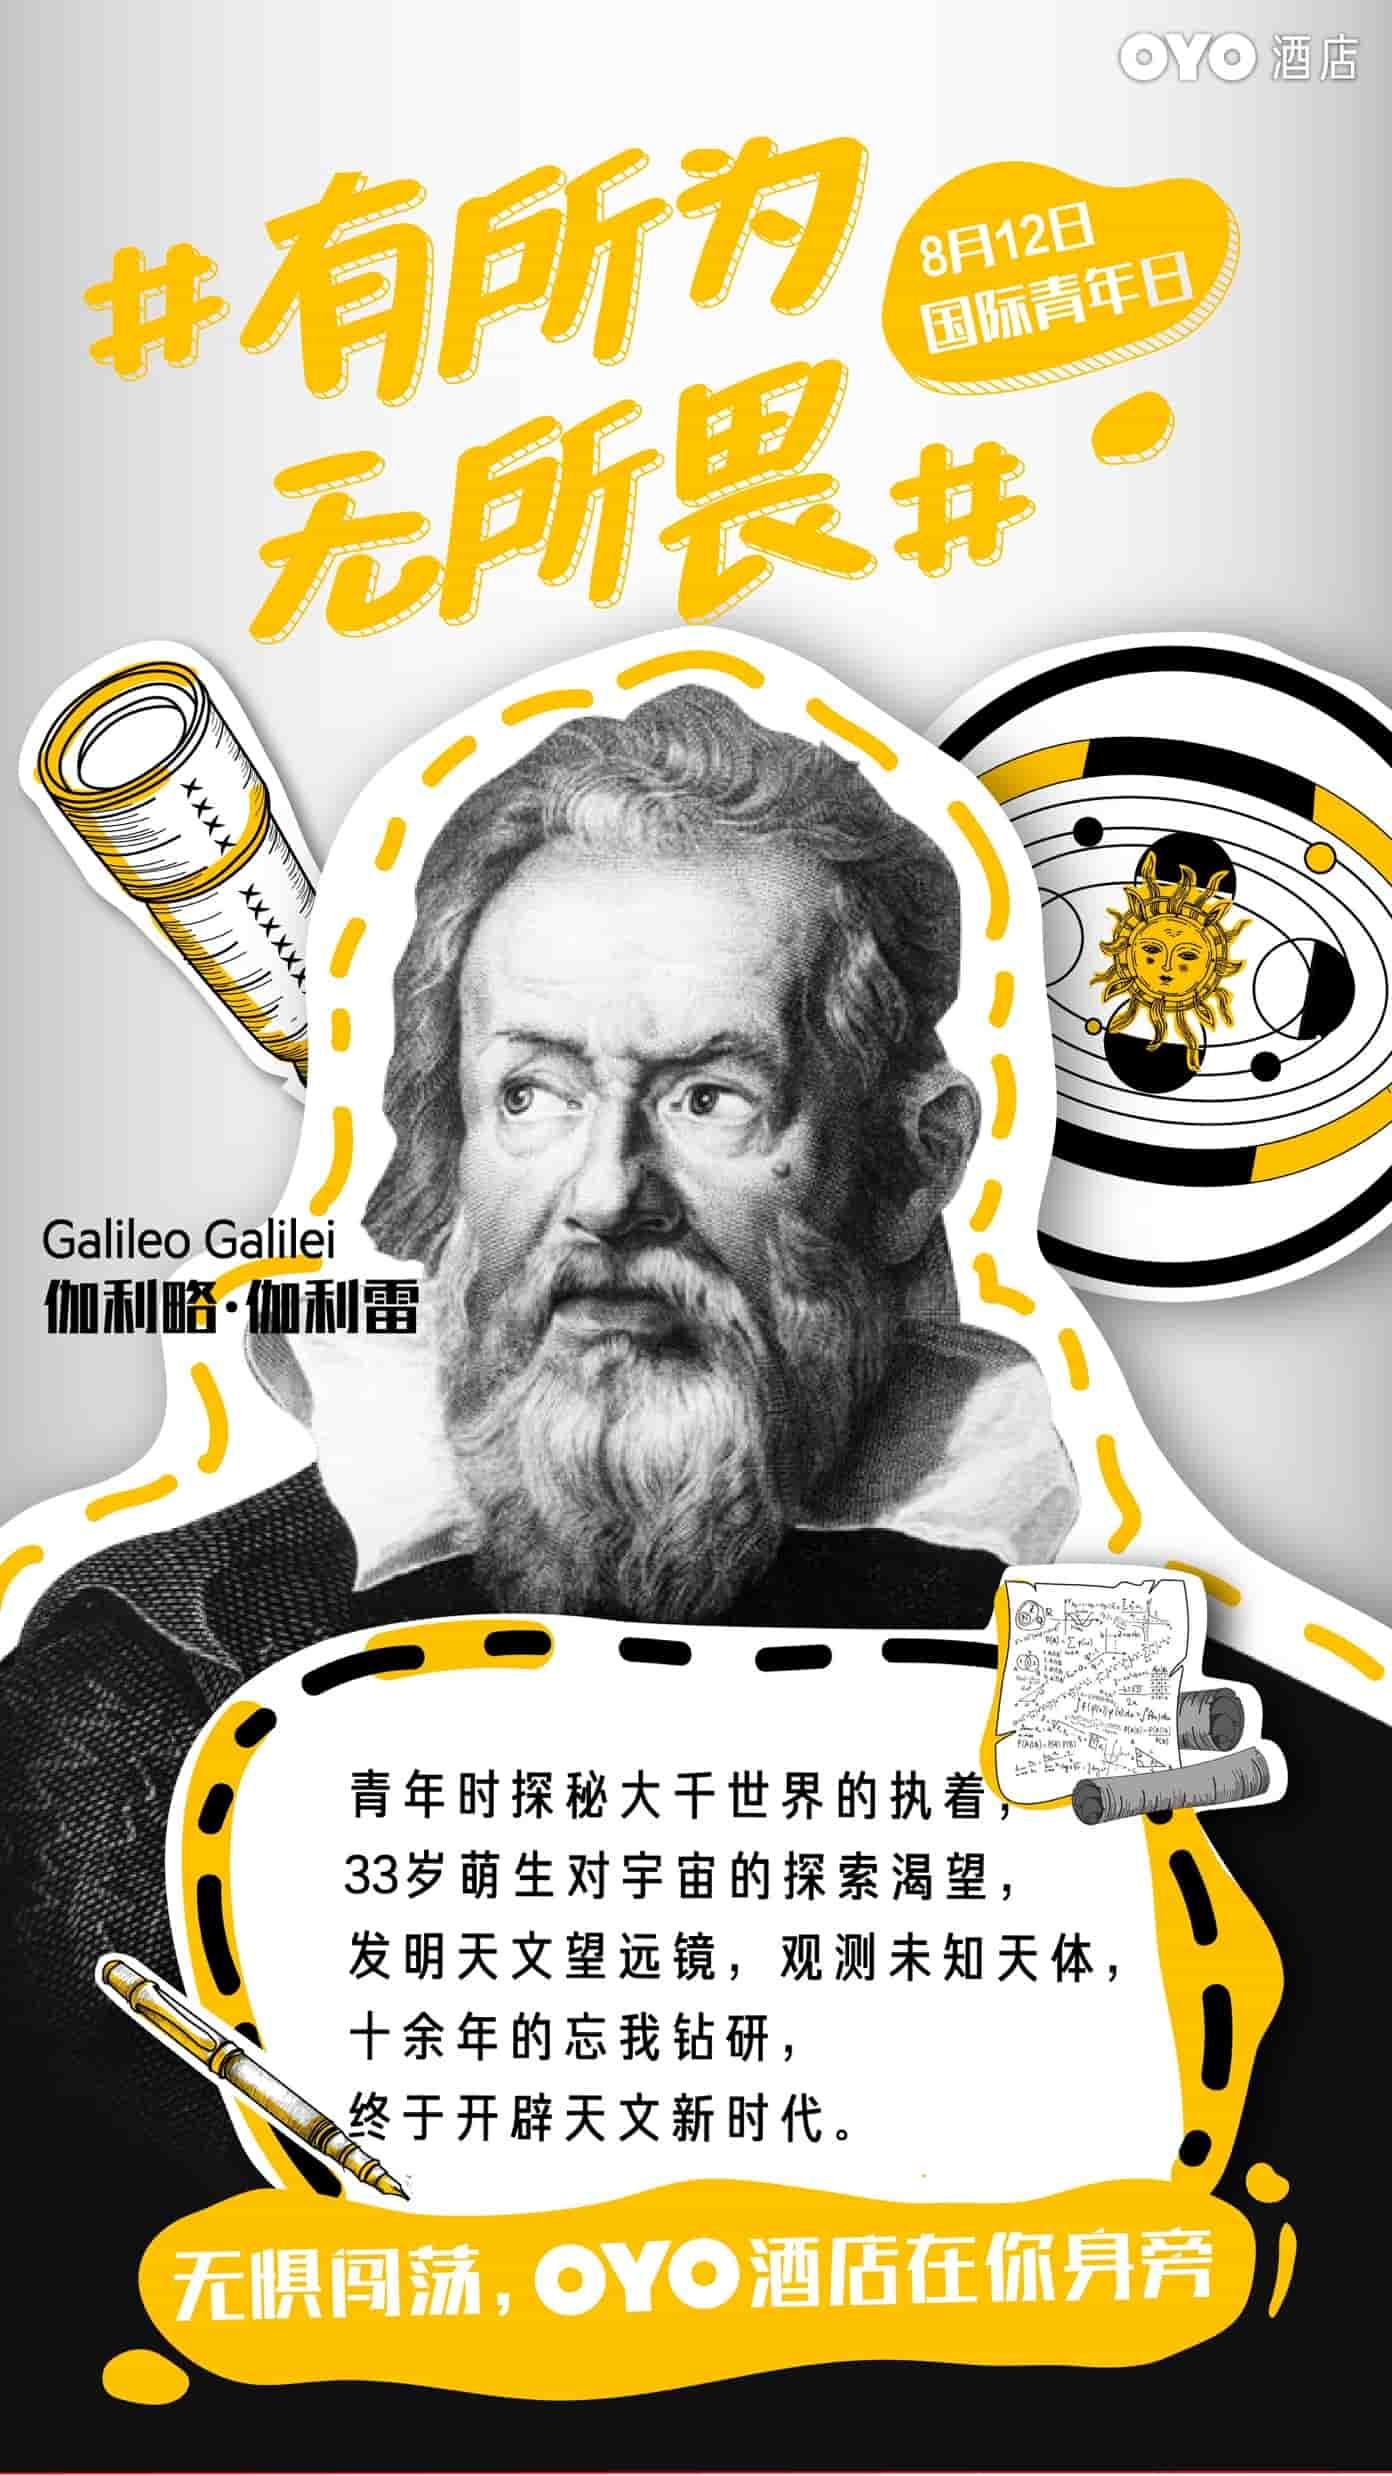 OYO 酒店
#有所为
无所畏#
8月12日
国际青年日
Galileo Galilei
伽利略·伽利雷
青年时探秘大千世界的执着，
33岁萌生对宇宙的探索渴望，
发明天文望远镜，观测未知天体，
十余年的忘我钻研，
终于开辟天文新时代。
无惧闯荡，OYO酒店在你身旁